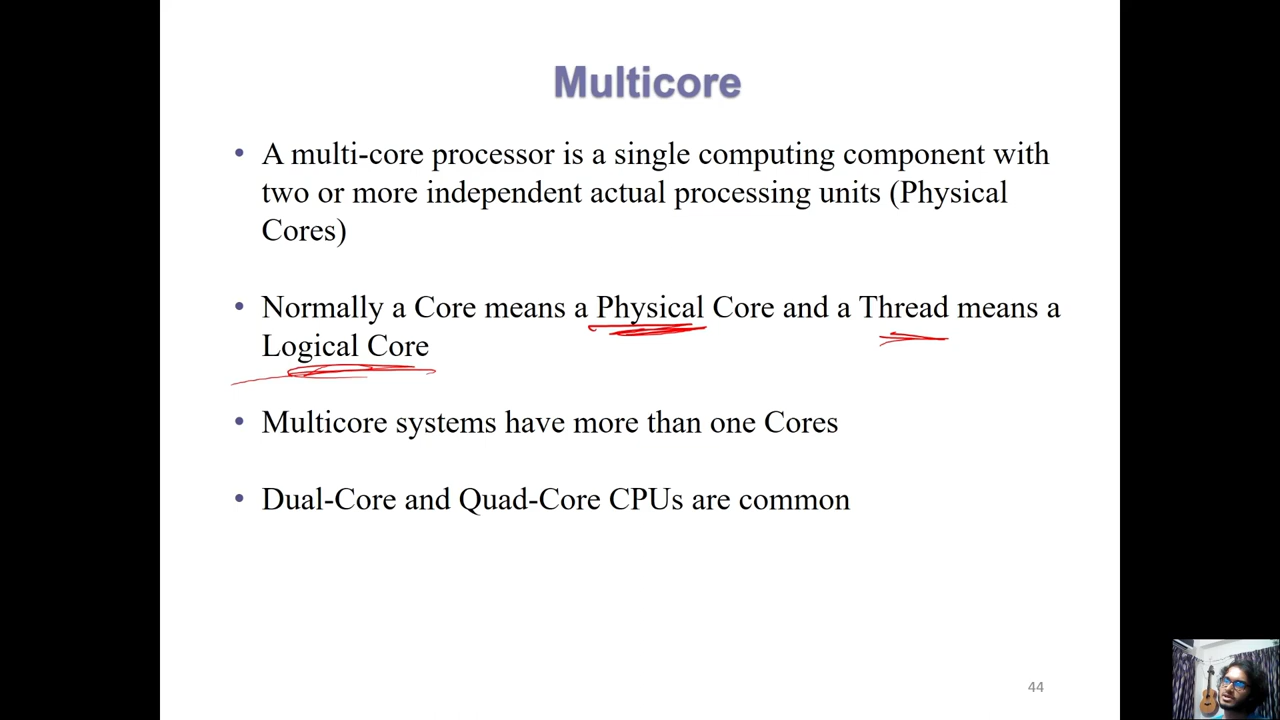 Multicore
• A multi-core processor is a single computing component with
two or more independent actual processing units (Physical
Cores)
• Normally a Core means a Physical Core and a Thread means a
Logical Core
• Multicore systems have more than one Cores
• Dual-Core and Quad-Core CPUs are common
44